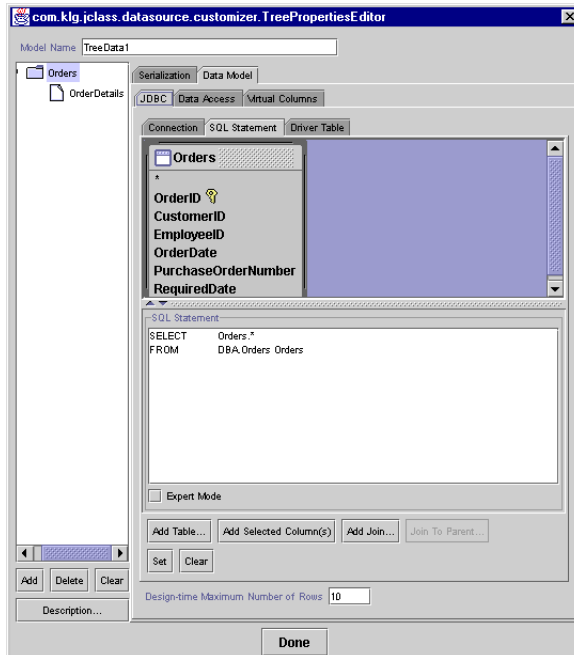 com.klg.jclass.datasource.customizer.TreePropertiesEditor
Model Name TreeData1
Orders
OrderDetails
Serialization Data Model
JDBC Data Access Virtual Columns
Connection SQL Statement Driver Table
Orders
*
OrderID
CustomerID
EmployeeID
OrderDate
PurchaseOrderNumber
RequiredDate
SQL Statement
SELECT Orders.*
FROM DBA.Orders Orders
Expert Mode
Add Table... Add Selected Column(s) Add Join... Join To Parent...
Set Clear
Add Delete Clear
Design-time Maximum Number of Rows 10
Description...
Done